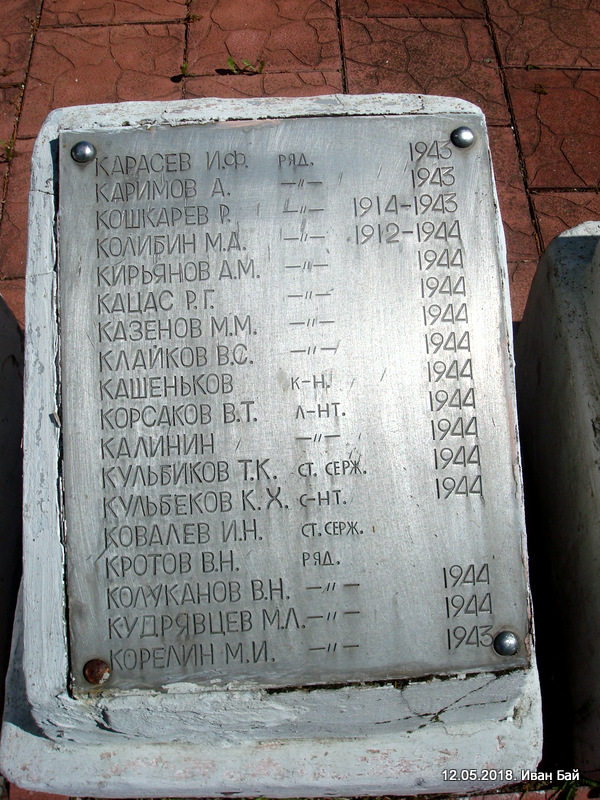 КАРАСЕВ И.Ф. РЯД. 1943
КАРИМОВ А. —〃— 1943
КОШКАРЕВ Р. —〃— 1914-1943
КОЛИБИН М.А. —〃— 1912-1944
КИРЬЯНОВ А.М. —〃— 1944
КАЦАС Р.Г. —〃— 1944
КАЗЕНОВ М.М. —〃— 1944
КЛАЙКОВ В.С. —〃— 1944
КАШЕНЬКОВ К-Н. 1944
КОРСАКОВ В.Т. Л-НТ. 1944
КАЛИНИН —〃— 1944
КУЛЬБИКОВ Т.К. СТ. СЕРЖ. 1944
КУЛЬБЕКОВ К.Х. С-НТ. 1944
КОВАЛЕВ И.Н. СТ. СЕРЖ.
КРОТОВ В.Н. РЯД.
КОЛУКАНОВ В.Н. —〃— 1944
КУДРЯВЦЕВ М.Л. —〃— 1944
КОРЕЛИН М.И. —〃— 1943
12.05.2018. Иван Бай